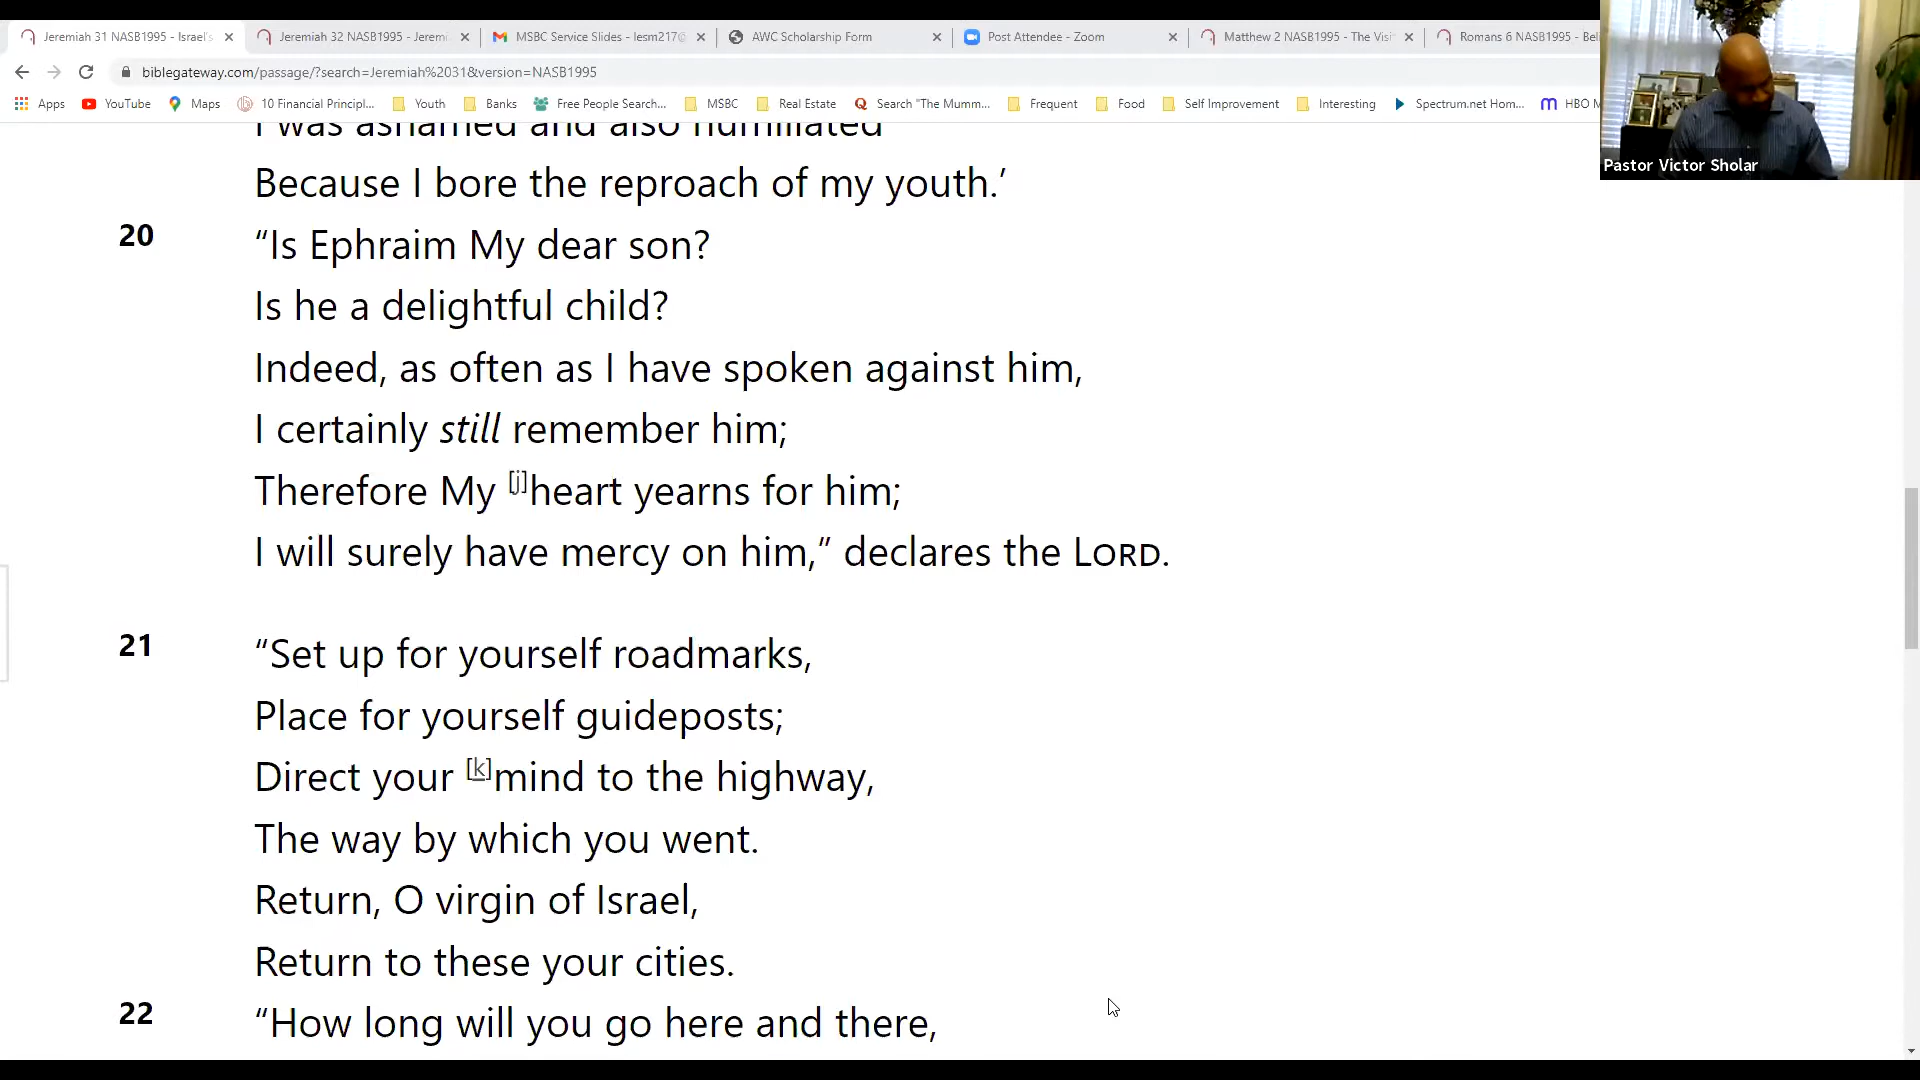 Jeremiah 31 NASB1995 - Israel's
Jeremiah 32 NASB1995 - Jeremi
MSBC Service Slides - lesm217@
AWC Scholarship Form
Post Attendee - Zoom
Matthew 2 NASB1995 - The Visi
Romans 6 NASB1995 - Beli
biblegateway.com/passage/?search=Jeremiah%2031&version=NASB1995
Apps
YouTube
Maps
10 Financial Principl...
Youth
Banks
Free People Search...
MSBC
Real Estate
Search "The Mumm...
Frequent
Food
Self Improvement
Interesting
Spectrum.net Hom...
HBO M
Pastor Victor Sholar
I was ashamed and also humiliated
Because I bore the reproach of my youth.’
20 “Is Ephraim My dear son?
Is he a delightful child?
Indeed, as often as I have spoken against him,
I certainly still remember him;
Therefore My [j]heart yearns for him;
I will surely have mercy on him,” declares the LORD.
21 “Set up for yourself roadmarks,
Place for yourself guideposts;
Direct your [k]mind to the highway,
The way by which you went.
Return, O virgin of Israel,
Return to these your cities.
22 “How long will you go here and there,